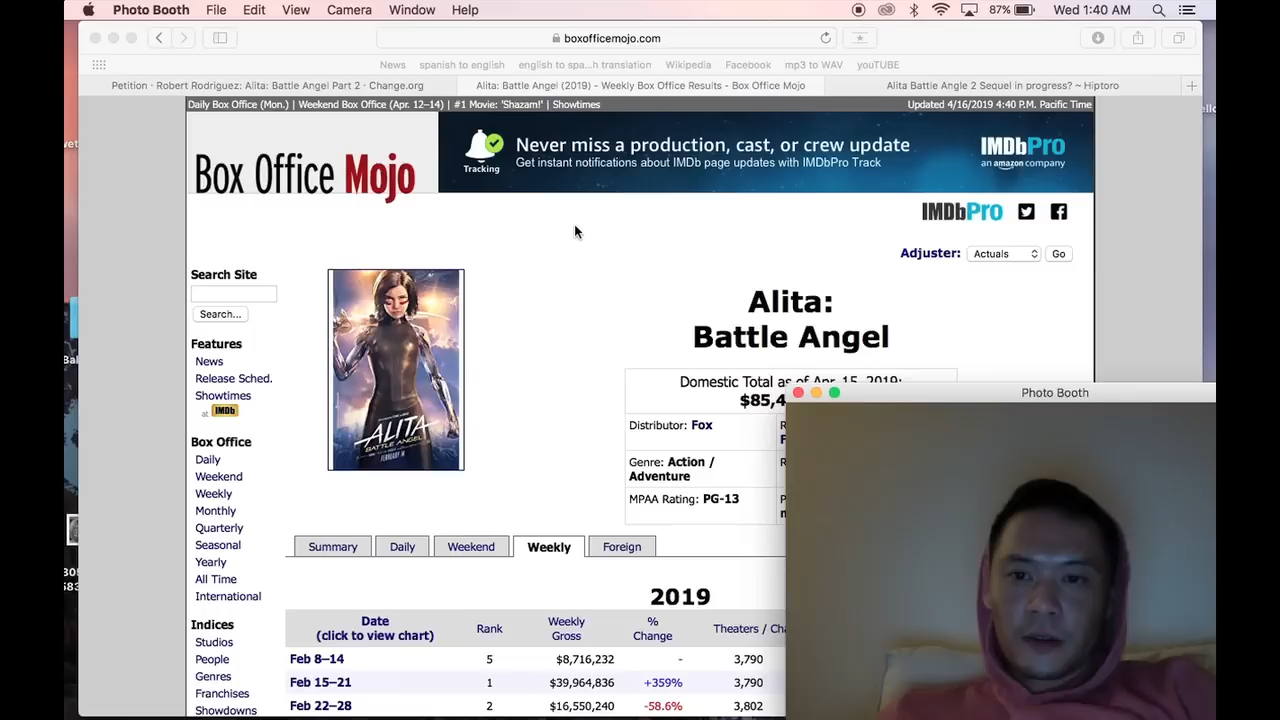 Photo Booth File Edit View Camera Window Help 87% Wed 1:40 AM
boxofficemojo.com
News spanish to english english to spa...h translation Wikipedia Facebook mp3 to WAV youTUBE
Petition · Robert Rodriguez: Alita: Battle Angel Part 2 · Change.org Alita: Battle Angel (2019) - Weekly Box Office Results - Box Office Mojo Alita Battle Angle 2 Sequel in progress? ~ Hiptoro
Daily Box Office (Mon.) | Weekend Box Office (Apr. 12–14) | #1 Movie: 'Shazam!' | Showtimes Updated 4/16/2019 4:40 P.M. Pacific Time
Box Office Mojo
Tracking
Never miss a production, cast, or crew update
Get instant notifications about IMDb page updates with IMDbPro Track
IMDbPro
an amazon company
IMDbPro
Adjuster: Actuals Go
Search Site
Search...
Features
News
Release Sched.
Showtimes
at IMDb
Box Office
Daily
Weekend
Weekly
Monthly
Quarterly
Seasonal
Yearly
All Time
International
Indices
Studios
People
Genres
Franchises
Showdowns
ALITA
BATTLE ANGEL
FEBRUARY 14
Alita:
Battle Angel
Domestic Total as of Apr. 15, 2019:
$85,4
Distributor: Fox
Genre: Action /
Adventure
MPAA Rating: PG-13
Photo Booth
Summary Daily Weekend Weekly Foreign
2019
Date
(click to view chart) Rank Weekly
Gross %
Change Theaters / Cha
Feb 8–14 5 $8,716,232 - 3,790
Feb 15–21 1 $39,964,836 +359% 3,790
Feb 22–28 2 $16,550,240 -58.6% 3,802